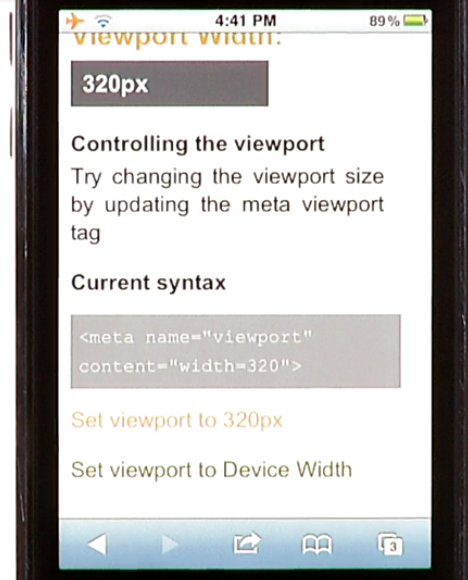 4:41 PM
89%
Viewport Width:
320px
Controlling the viewport
Try changing the viewport size
by updating the meta viewport
tag
Current syntax
<meta name="viewport"
content="width=320">
Set viewport to 320px
Set viewport to Device Width
3